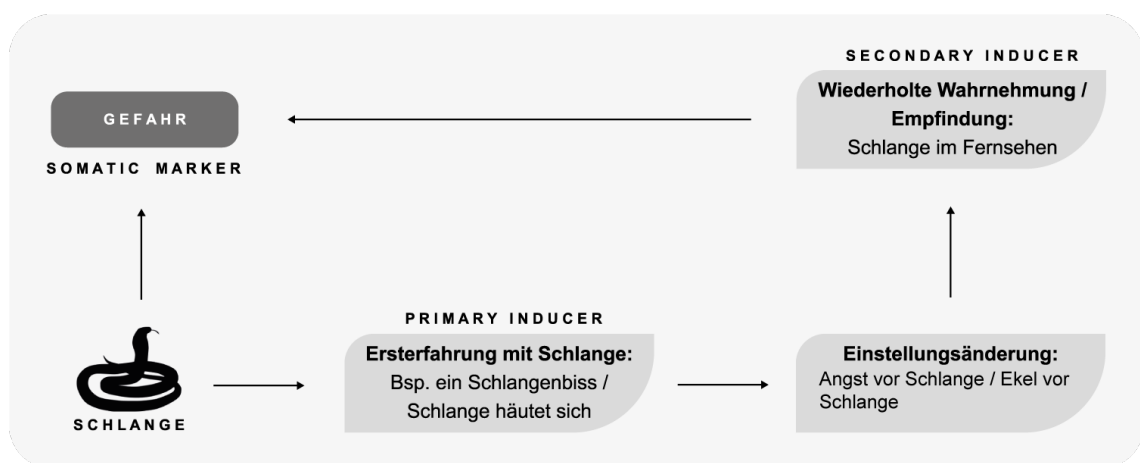 SECONDARY INDUCER
Wiederholte Wahrnehmung /
Empfindung:
Schlange im Fernsehen
GEFAHR
SOMATIC MARKER
PRIMARY INDUCER
Ersterfahrung mit Schlange:
Bsp. ein Schlangenbiss /
Schlange häutet sich
Einstellungsänderung:
Angst vor Schlange / Ekel vor
Schlange
SCHLANGE